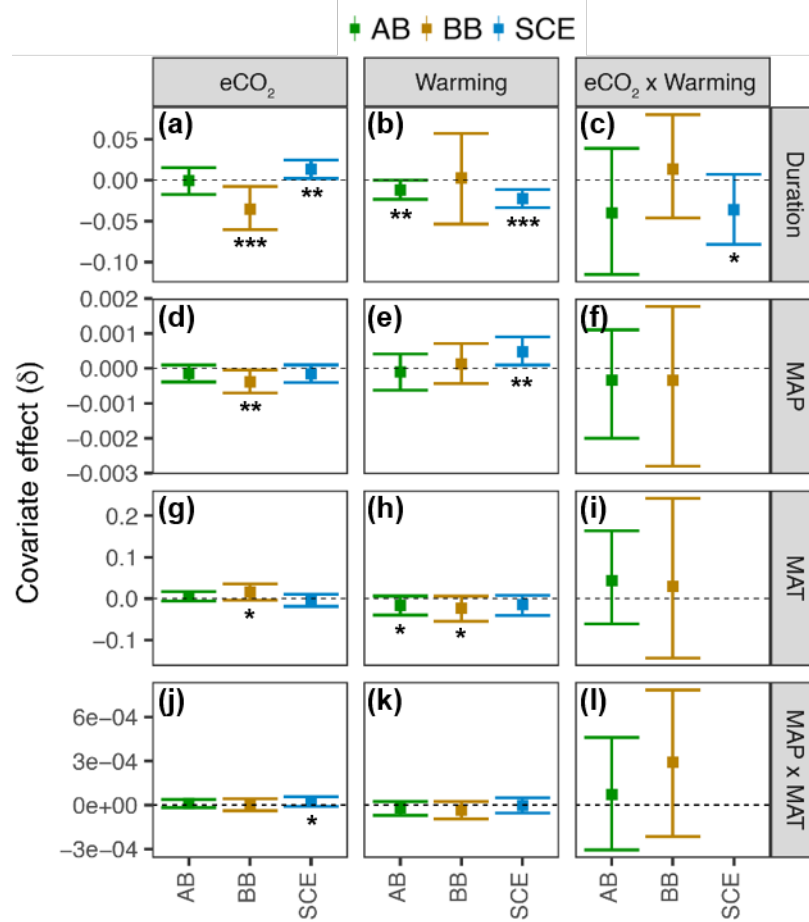 AB BB SCE
eCO₂ Warming eCO₂ x Warming
(a) (b) (c)
0.05
0.00
−0.05
−0.10
** *** ** *** *
Duration
(d) (e) (f)
0.002
0.001
0.000
−0.001
−0.002
−0.003
** **
MAP
Covariate effect (δ)
(g) (h) (i)
0.2
0.1
0.0
−0.1
* * *
MAT
(j) (k) (l)
6e−04
3e−04
0e+00
−3e−04
*
MAP x MAT
AB BB SCE AB BB SCE AB BB SCE